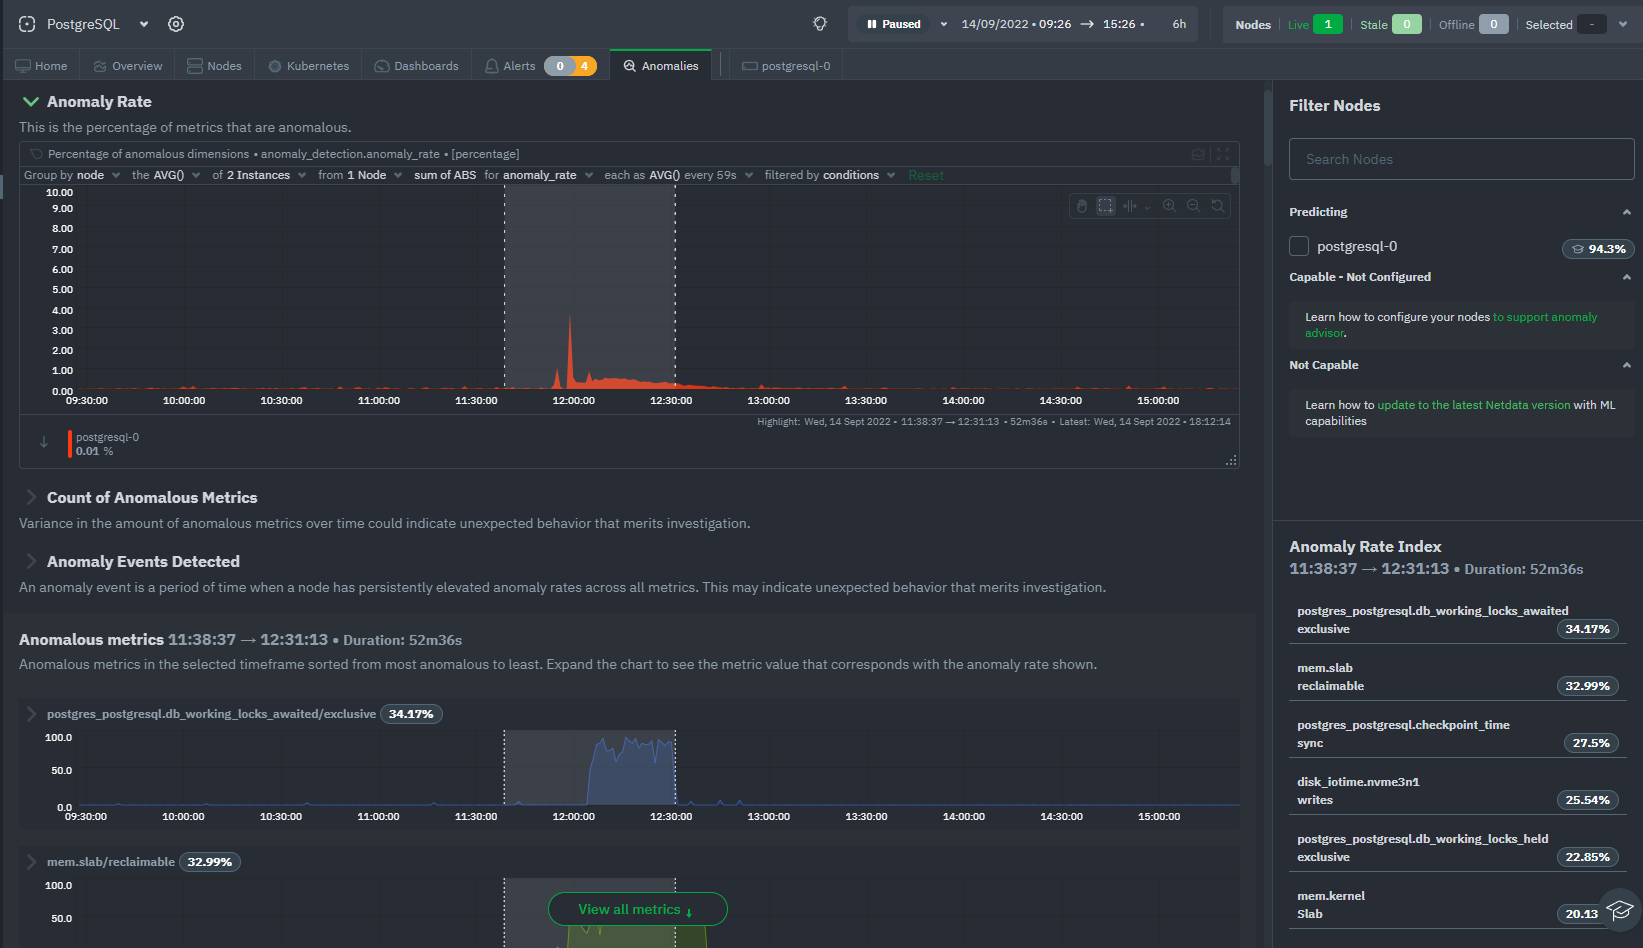 PostgreSQL
Paused 14/09/2022 • 09:26 → 15:26 • 6h
Nodes Live 1 Stale 0 Offline 0 Selected -
Home Overview Nodes Kubernetes Dashboards Alerts 0 4 Anomalies postgresql-0
Anomaly Rate
This is the percentage of metrics that are anomalous.
Percentage of anomalous dimensions • anomaly_detection.anomaly_rate • [percentage]
Group by node the AVG() of 2 Instances from 1 Node sum of ABS for anomaly_rate each as AVG() every 59s filtered by conditions Reset
10.00
9.00
8.00
7.00
6.00
5.00
4.00
3.00
2.00
1.00
0.00
09:30:00 10:00:00 10:30:00 11:00:00 11:30:00 12:00:00 12:30:00 13:00:00 13:30:00 14:00:00 14:30:00 15:00:00
Highlight: Wed, 14 Sept 2022 • 11:38:37 → 12:31:13 • 52m36s • Latest: Wed, 14 Sept 2022 • 18:12:14
postgresql-0
0.01 %
Count of Anomalous Metrics
Variance in the amount of anomalous metrics over time could indicate unexpected behavior that merits investigation.
Anomaly Events Detected
An anomaly event is a period of time when a node has persistently elevated anomaly rates across all metrics. This may indicate unexpected behavior that merits investigation.
Anomalous metrics 11:38:37 → 12:31:13 • Duration: 52m36s
Anomalous metrics in the selected timeframe sorted from most anomalous to least. Expand the chart to see the metric value that corresponds with the anomaly rate shown.
postgres_postgresql.db_working_locks_awaited/exclusive 34.17%
100.0
50.0
0.0
09:30:00 10:00:00 10:30:00 11:00:00 11:30:00 12:00:00 12:30:00 13:00:00 13:30:00 14:00:00 14:30:00 15:00:00
mem.slab/reclaimable 32.99%
100.0
50.0
View all metrics ↓
Filter Nodes
Search Nodes
Predicting
postgresql-0 94.3%
Capable - Not Configured
Learn how to configure your nodes to support anomaly
advisor.
Not Capable
Learn how to update to the latest Netdata version with ML
capabilities
Anomaly Rate Index
11:38:37 → 12:31:13 • Duration: 52m36s
postgres_postgresql.db_working_locks_awaited
exclusive 34.17%
mem.slab
reclaimable 32.99%
postgres_postgresql.checkpoint_time
sync 27.5%
disk_iotime.nvme3n1
writes 25.54%
postgres_postgresql.db_working_locks_held
exclusive 22.85%
mem.kernel
Slab 20.13